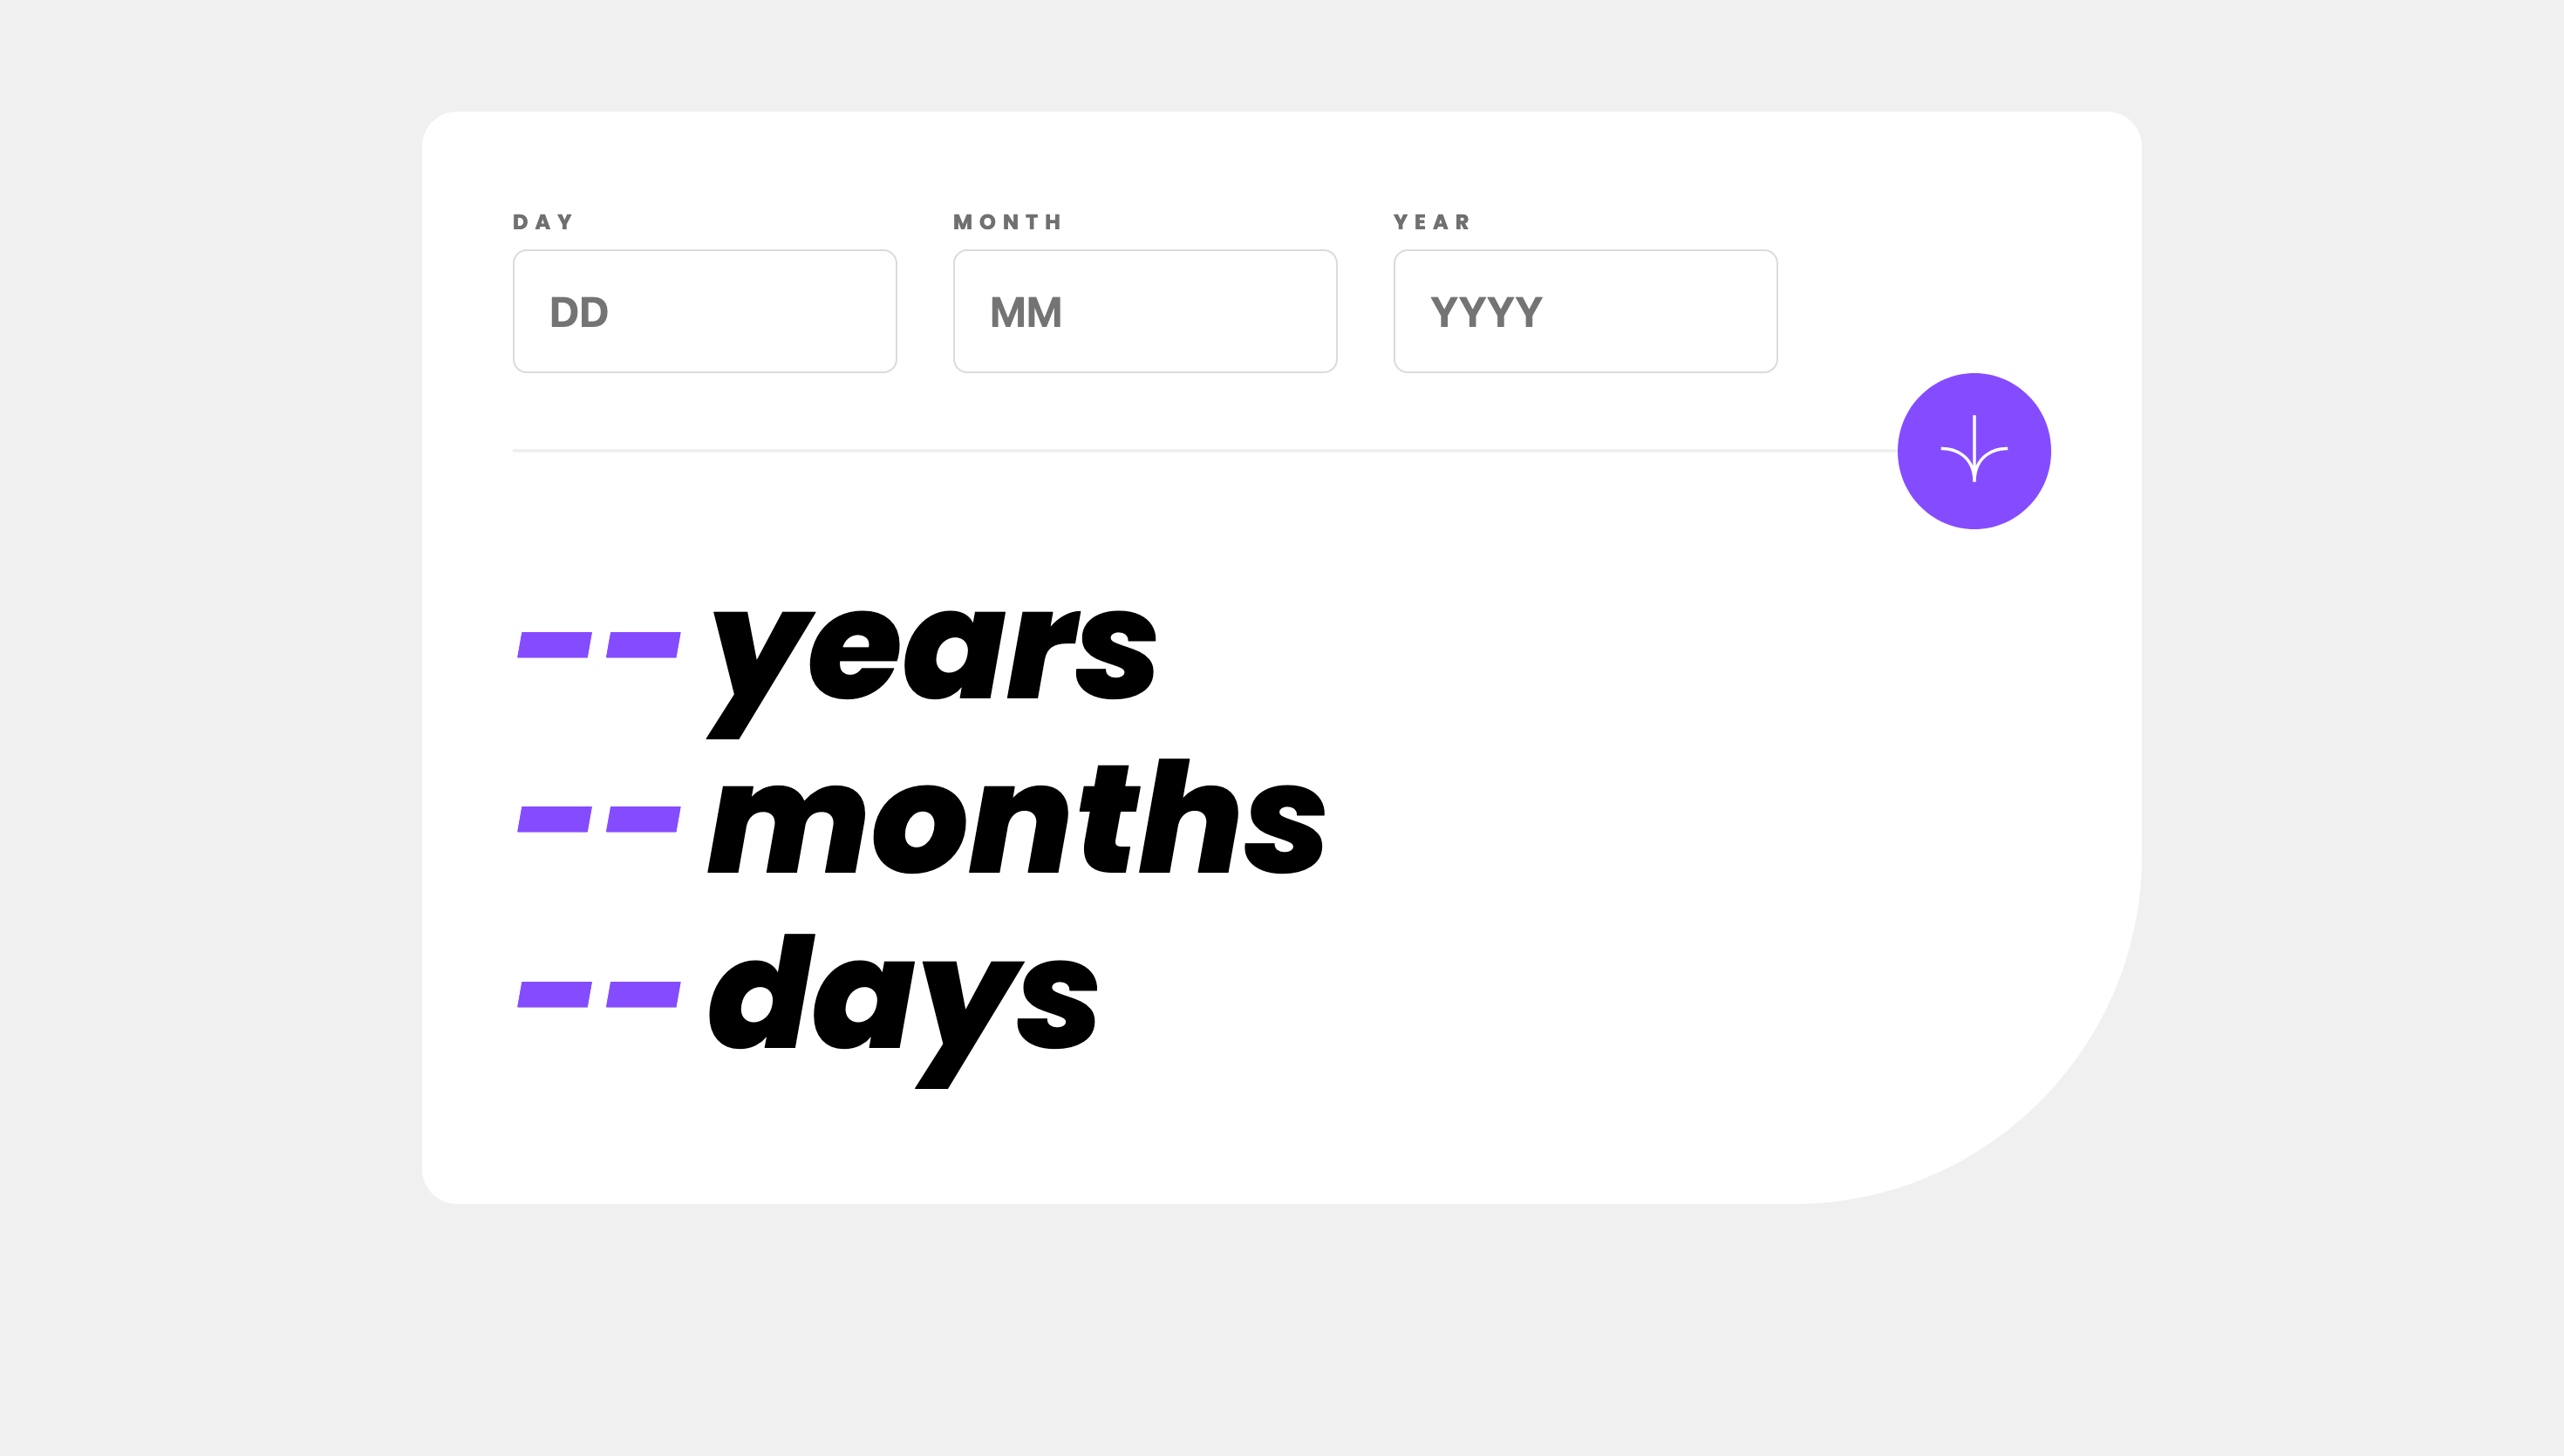 DAY MONTH YEAR
DD MM YYYY
-- years
-- months
-- days